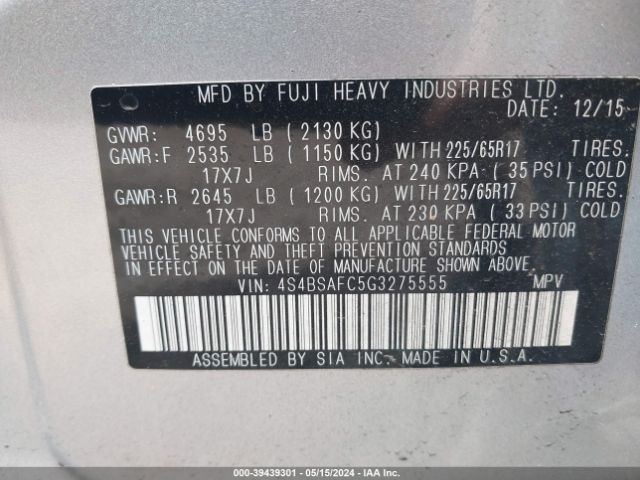 MFD BY FUJI HEAVY INDUSTRIES LTD.
DATE: 12/15
GVWR: 4695 LB (2130 KG)
GAWR:F 2535 LB (1150 KG) WITH 225/65R17 TIRES.
17X7J RIMS. AT 240 KPA (35 PSI) COLD
GAWR:R 2645 LB (1200 KG) WITH 225/65R17 TIRES.
17X7J RIMS. AT 230 KPA (33 PSI) COLD
THIS VEHICLE CONFORMS TO ALL APPLICABLE FEDERAL MOTOR
VEHICLE SAFETY AND THEFT PREVENTION STANDARDS
IN EFFECT ON THE DATE OF MANUFACTURE SHOWN ABOVE.
VIN: 4S4BSAFC5G3275555 MPV
ASSEMBLED BY SIA INC. MADE IN U.S.A.
000-39439301 - 05/15/2024 - IAA Inc.